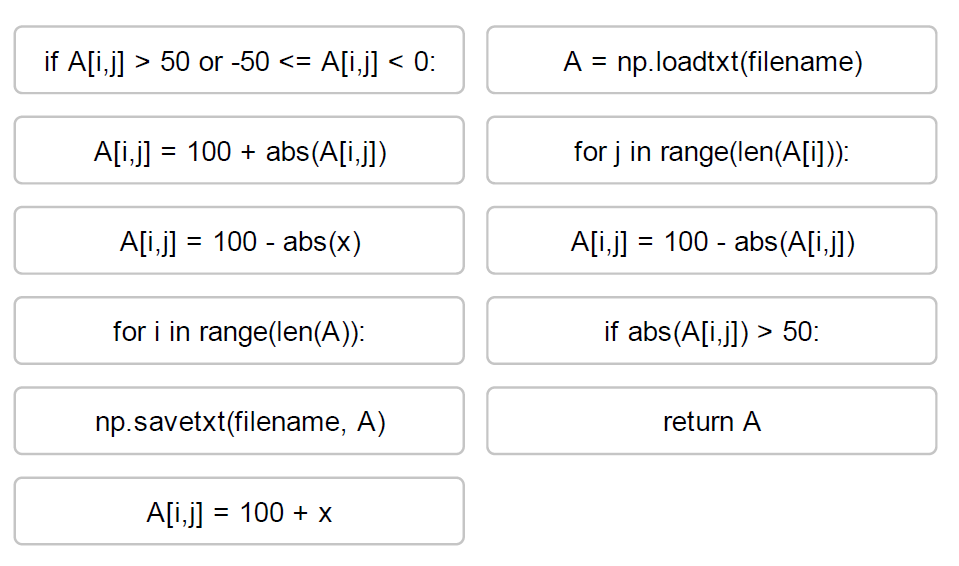 if A[i,j] > 50 or -50 <= A[i,j] < 0:
A = np.loadtxt(filename)
A[i,j] = 100 + abs(A[i,j])
for j in range(len(A[i])):
A[i,j] = 100 - abs(x)
A[i,j] = 100 - abs(A[i,j])
for i in range(len(A)):
if abs(A[i,j]) > 50:
np.savetxt(filename, A)
return A
A[i,j] = 100 + x